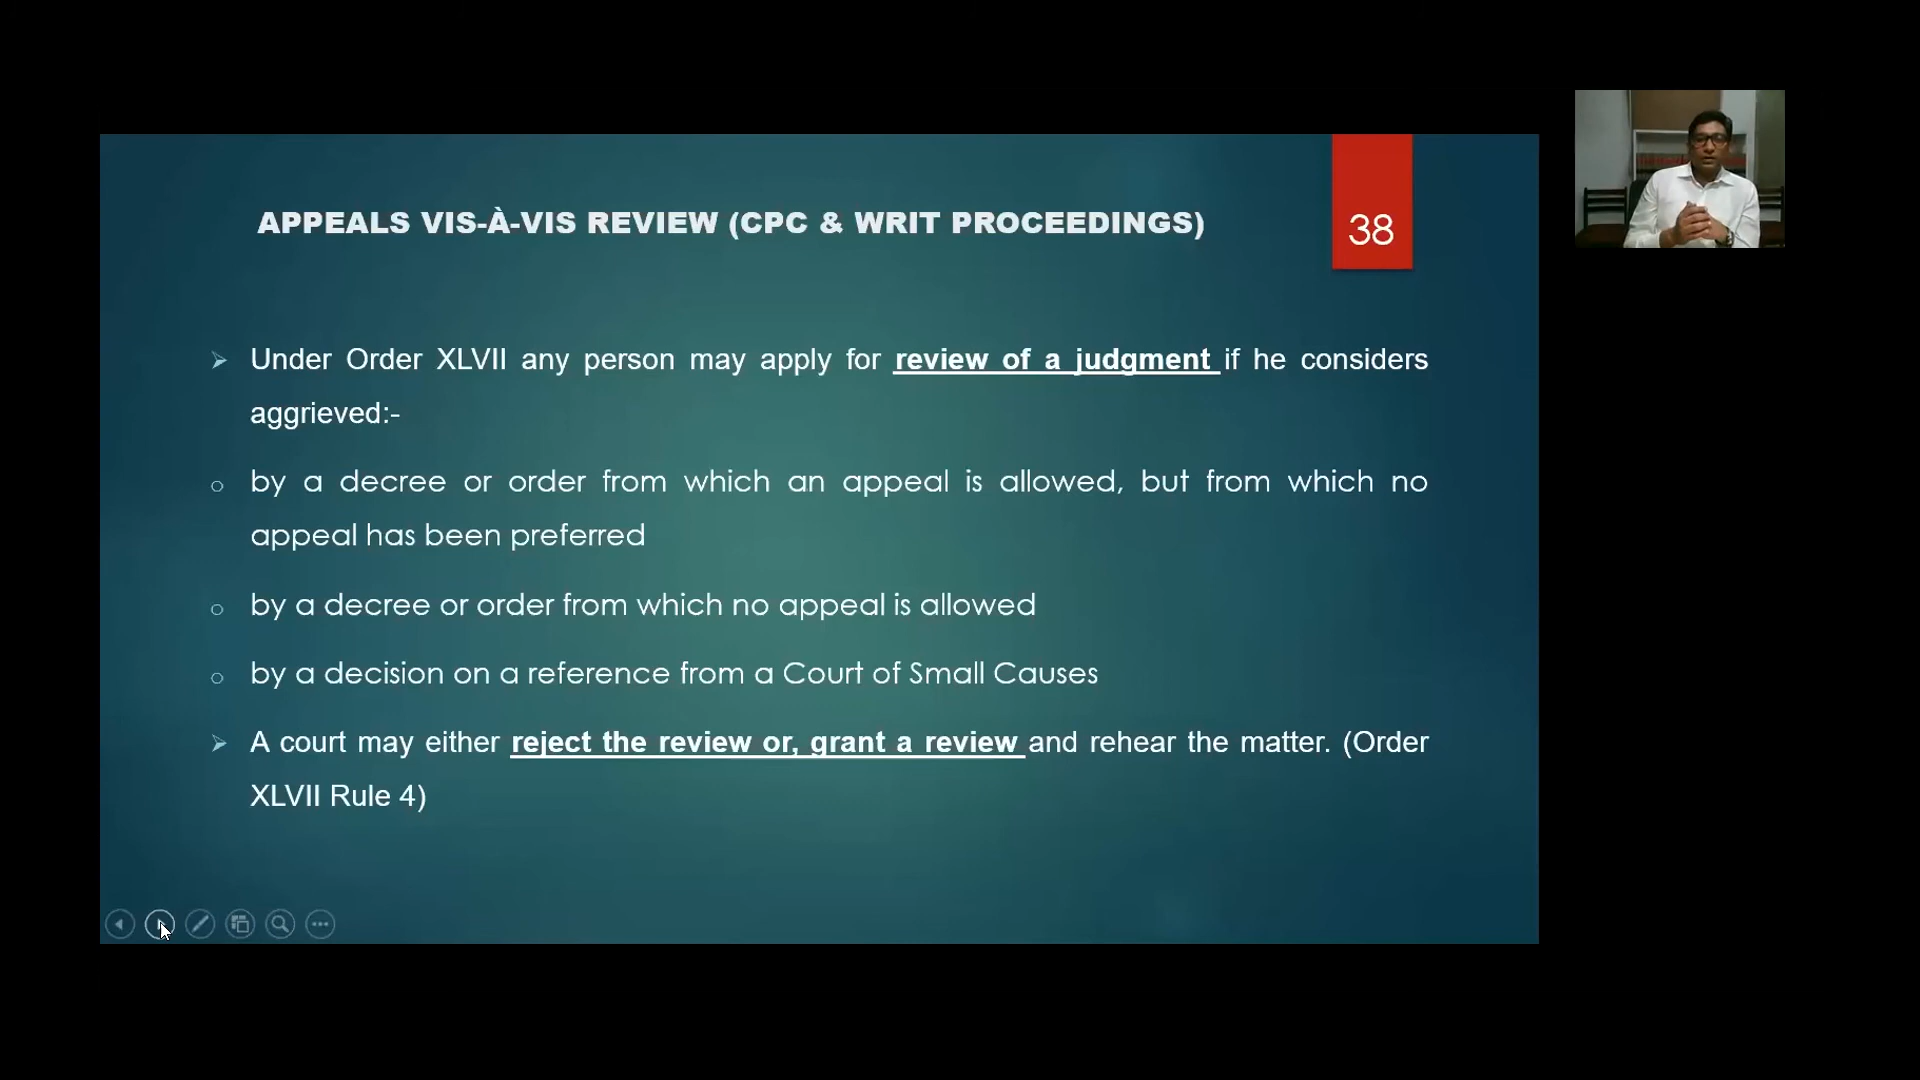 APPEALS VIS-À-VIS REVIEW (CPC & WRIT PROCEEDINGS)
38
Under Order XLVII any person may apply for review of a judgment if he considers
aggrieved:-
by a decree or order from which an appeal is allowed, but from which no
appeal has been preferred
by a decree or order from which no appeal is allowed
by a decision on a reference from a Court of Small Causes
A court may either reject the review or, grant a review and rehear the matter. (Order
XLVII Rule 4)